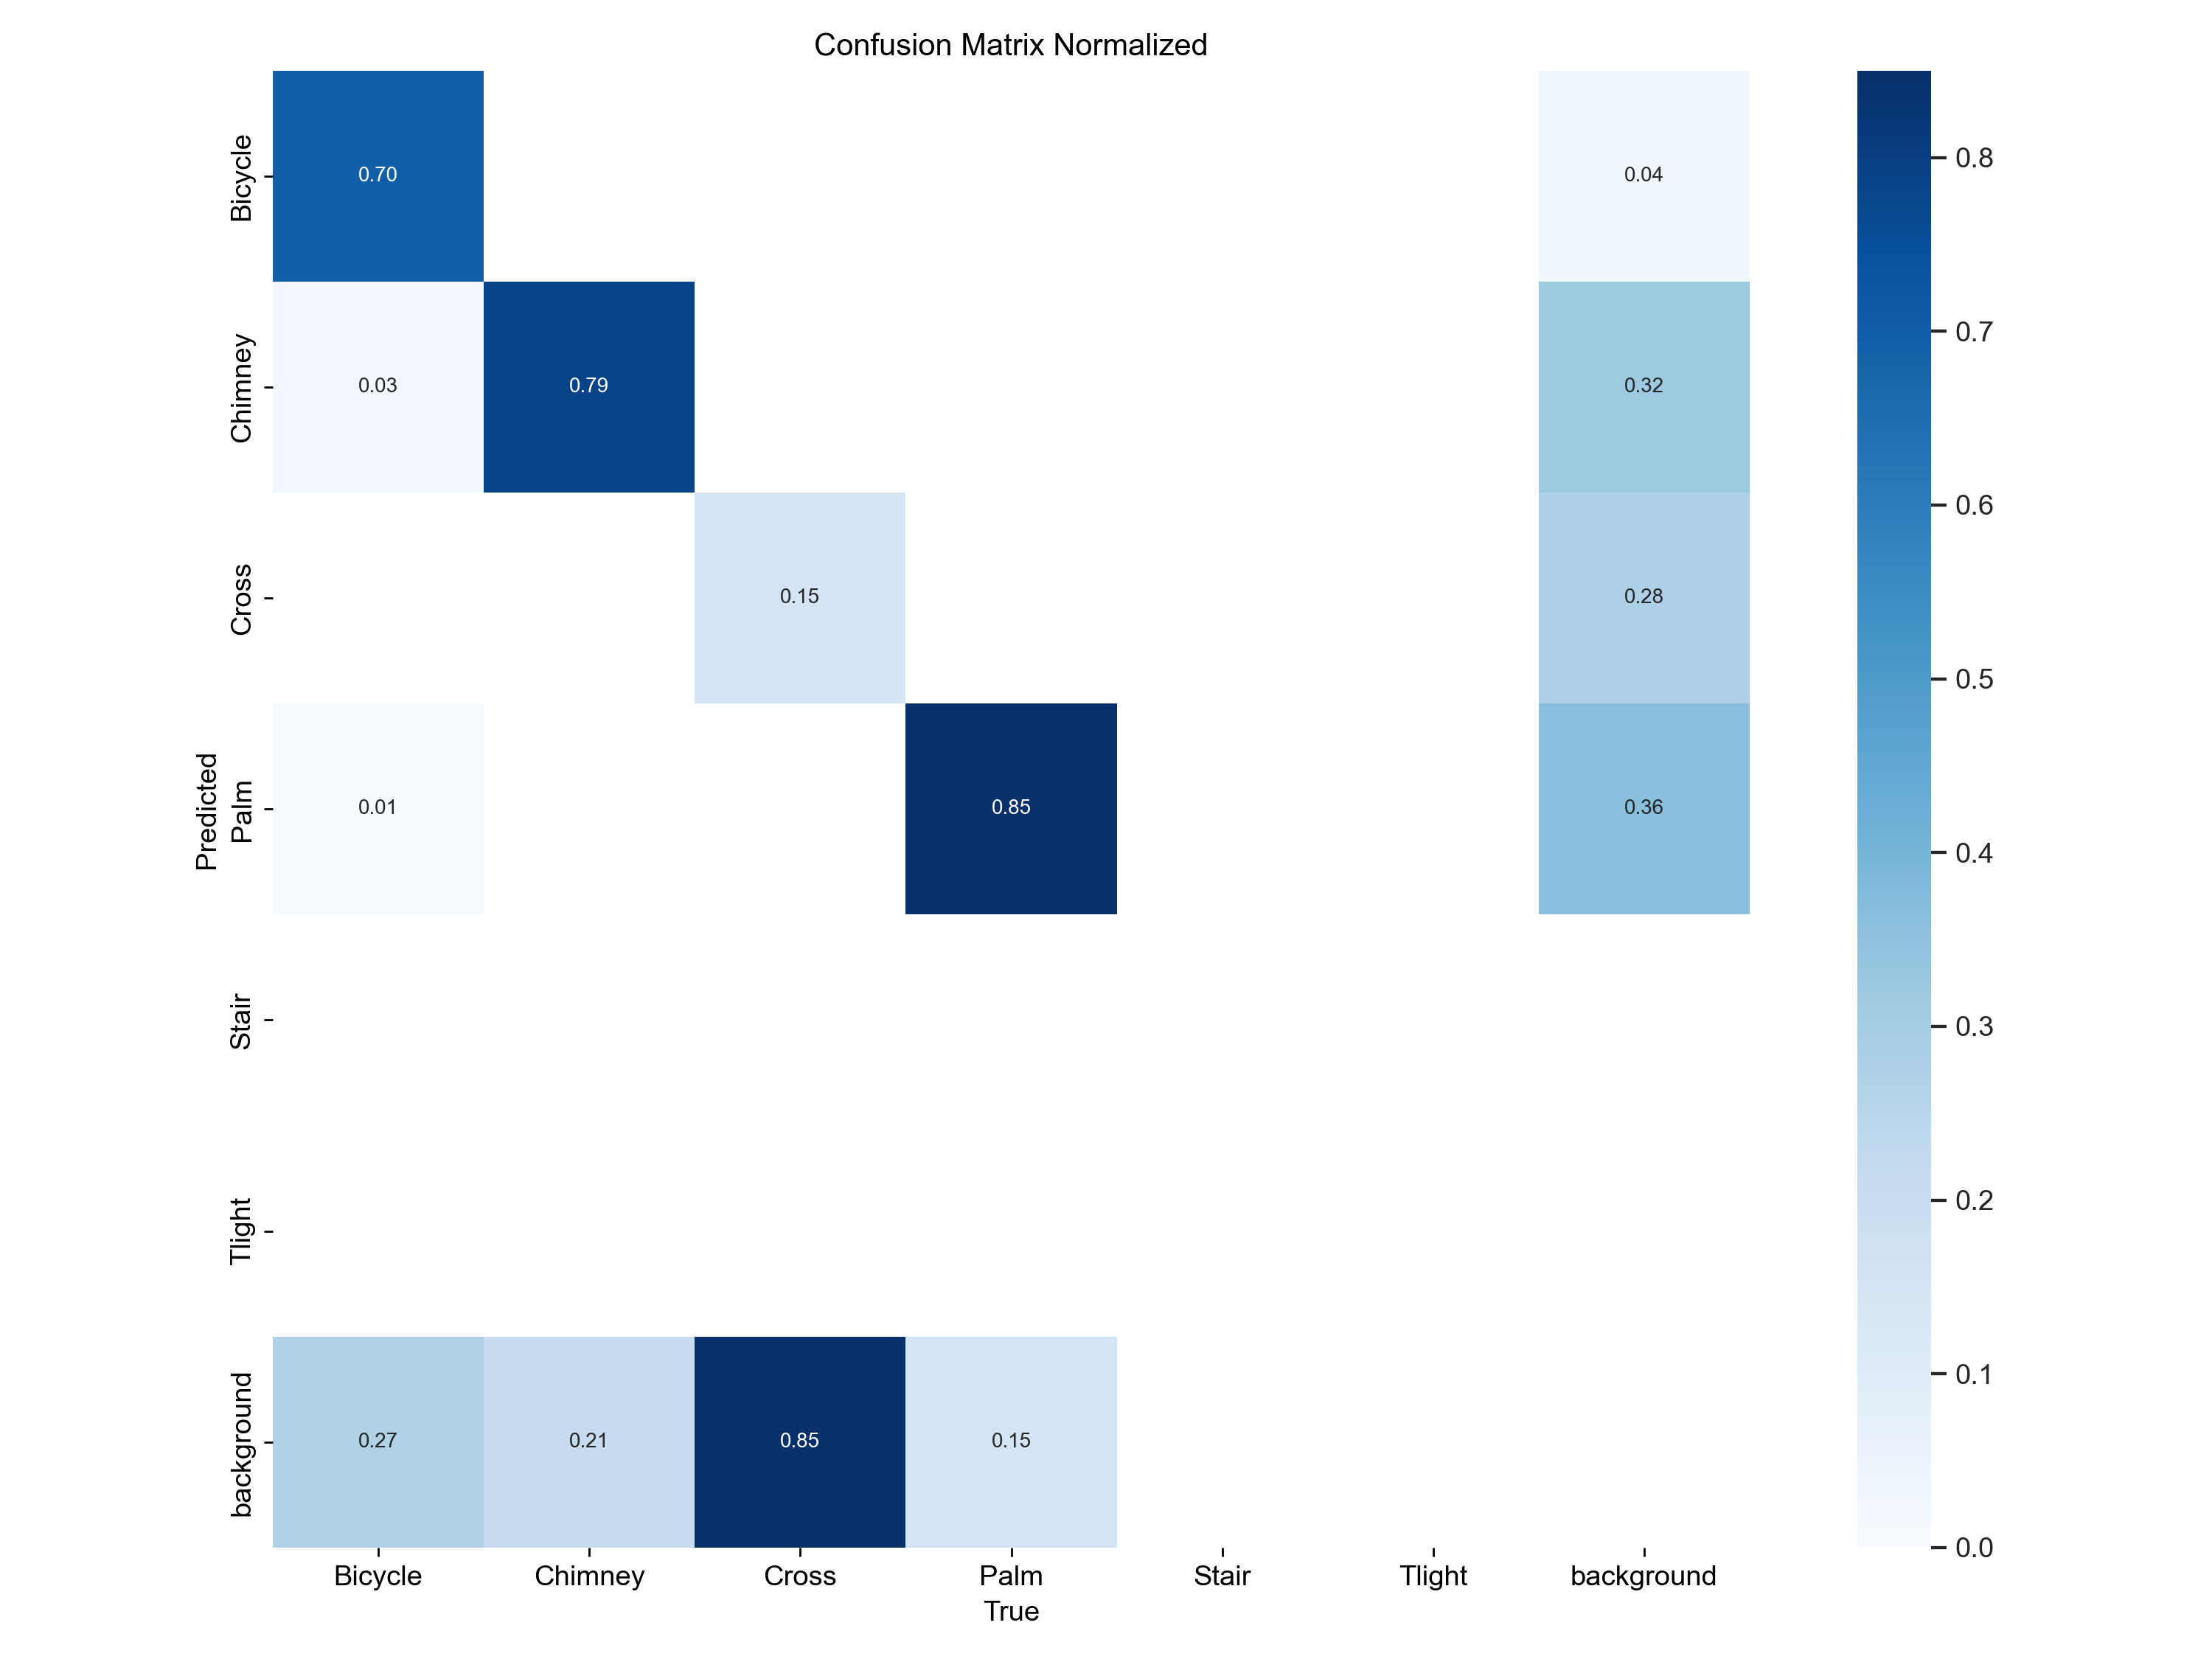 Confusion Matrix Normalized
Bicycle
0.70
0.04
0.8
0.7
Chimney
0.03
0.79
0.32
0.6
Cross
0.15
0.28
0.5
Predicted
Palm
0.01
0.85
0.36
0.4
Stair
0.3
Tlight
0.2
background
0.27
0.21
0.85
0.15
0.1
0.0
Bicycle
Chimney
Cross
Palm
Stair
Tlight
background
True